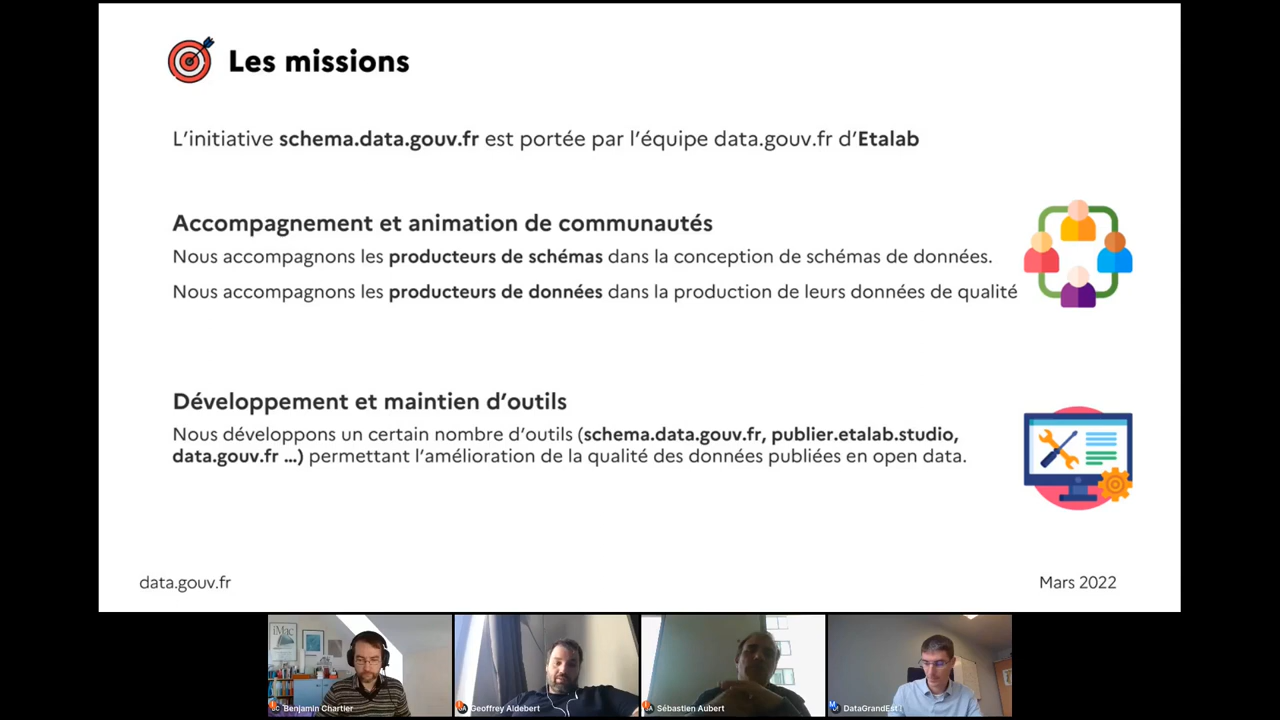 Les missions
L’initiative schema.data.gouv.fr est portée par l’équipe data.gouv.fr d’Etalab
Accompagnement et animation de communautés
Nous accompagnons les producteurs de schémas dans la conception de schémas de données.
Nous accompagnons les producteurs de données dans la production de leurs données de qualité
Développement et maintien d’outils
Nous développons un certain nombre d’outils (schema.data.gouv.fr, publier.etalab.studio,
data.gouv.fr ...) permettant l’amélioration de la qualité des données publiées en open data.
data.gouv.fr
Mars 2022
iMac
Benjamin Chartier
Geoffrey Aldebert
Sébastien Aubert
DataGrandEst